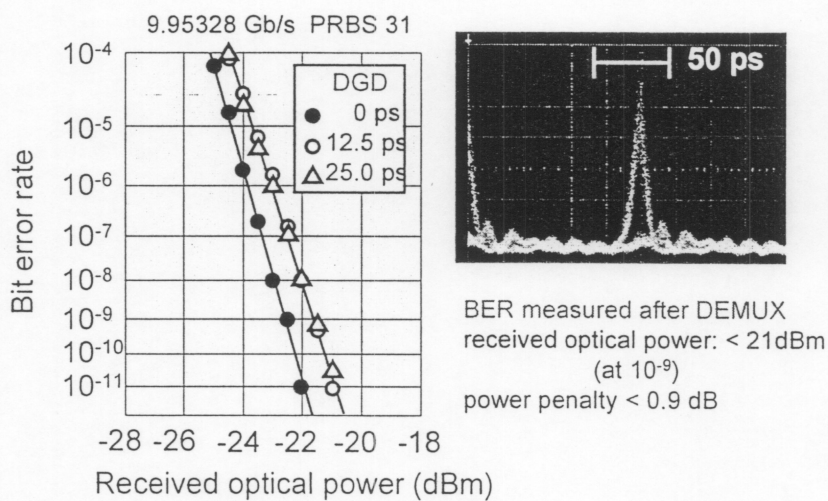 9.95328 Gb/s PRBS 31
Bit error rate
10-4
10-5
10-6
10-7
10-8
10-9
10-10
10-11
DGD
0 ps
12.5 ps
25.0 ps
-28 -26 -24 -22 -20 -18
Received optical power (dBm)
50 ps
BER measured after DEMUX
received optical power: < 21dBm
(at 10-9)
power penalty < 0.9 dB